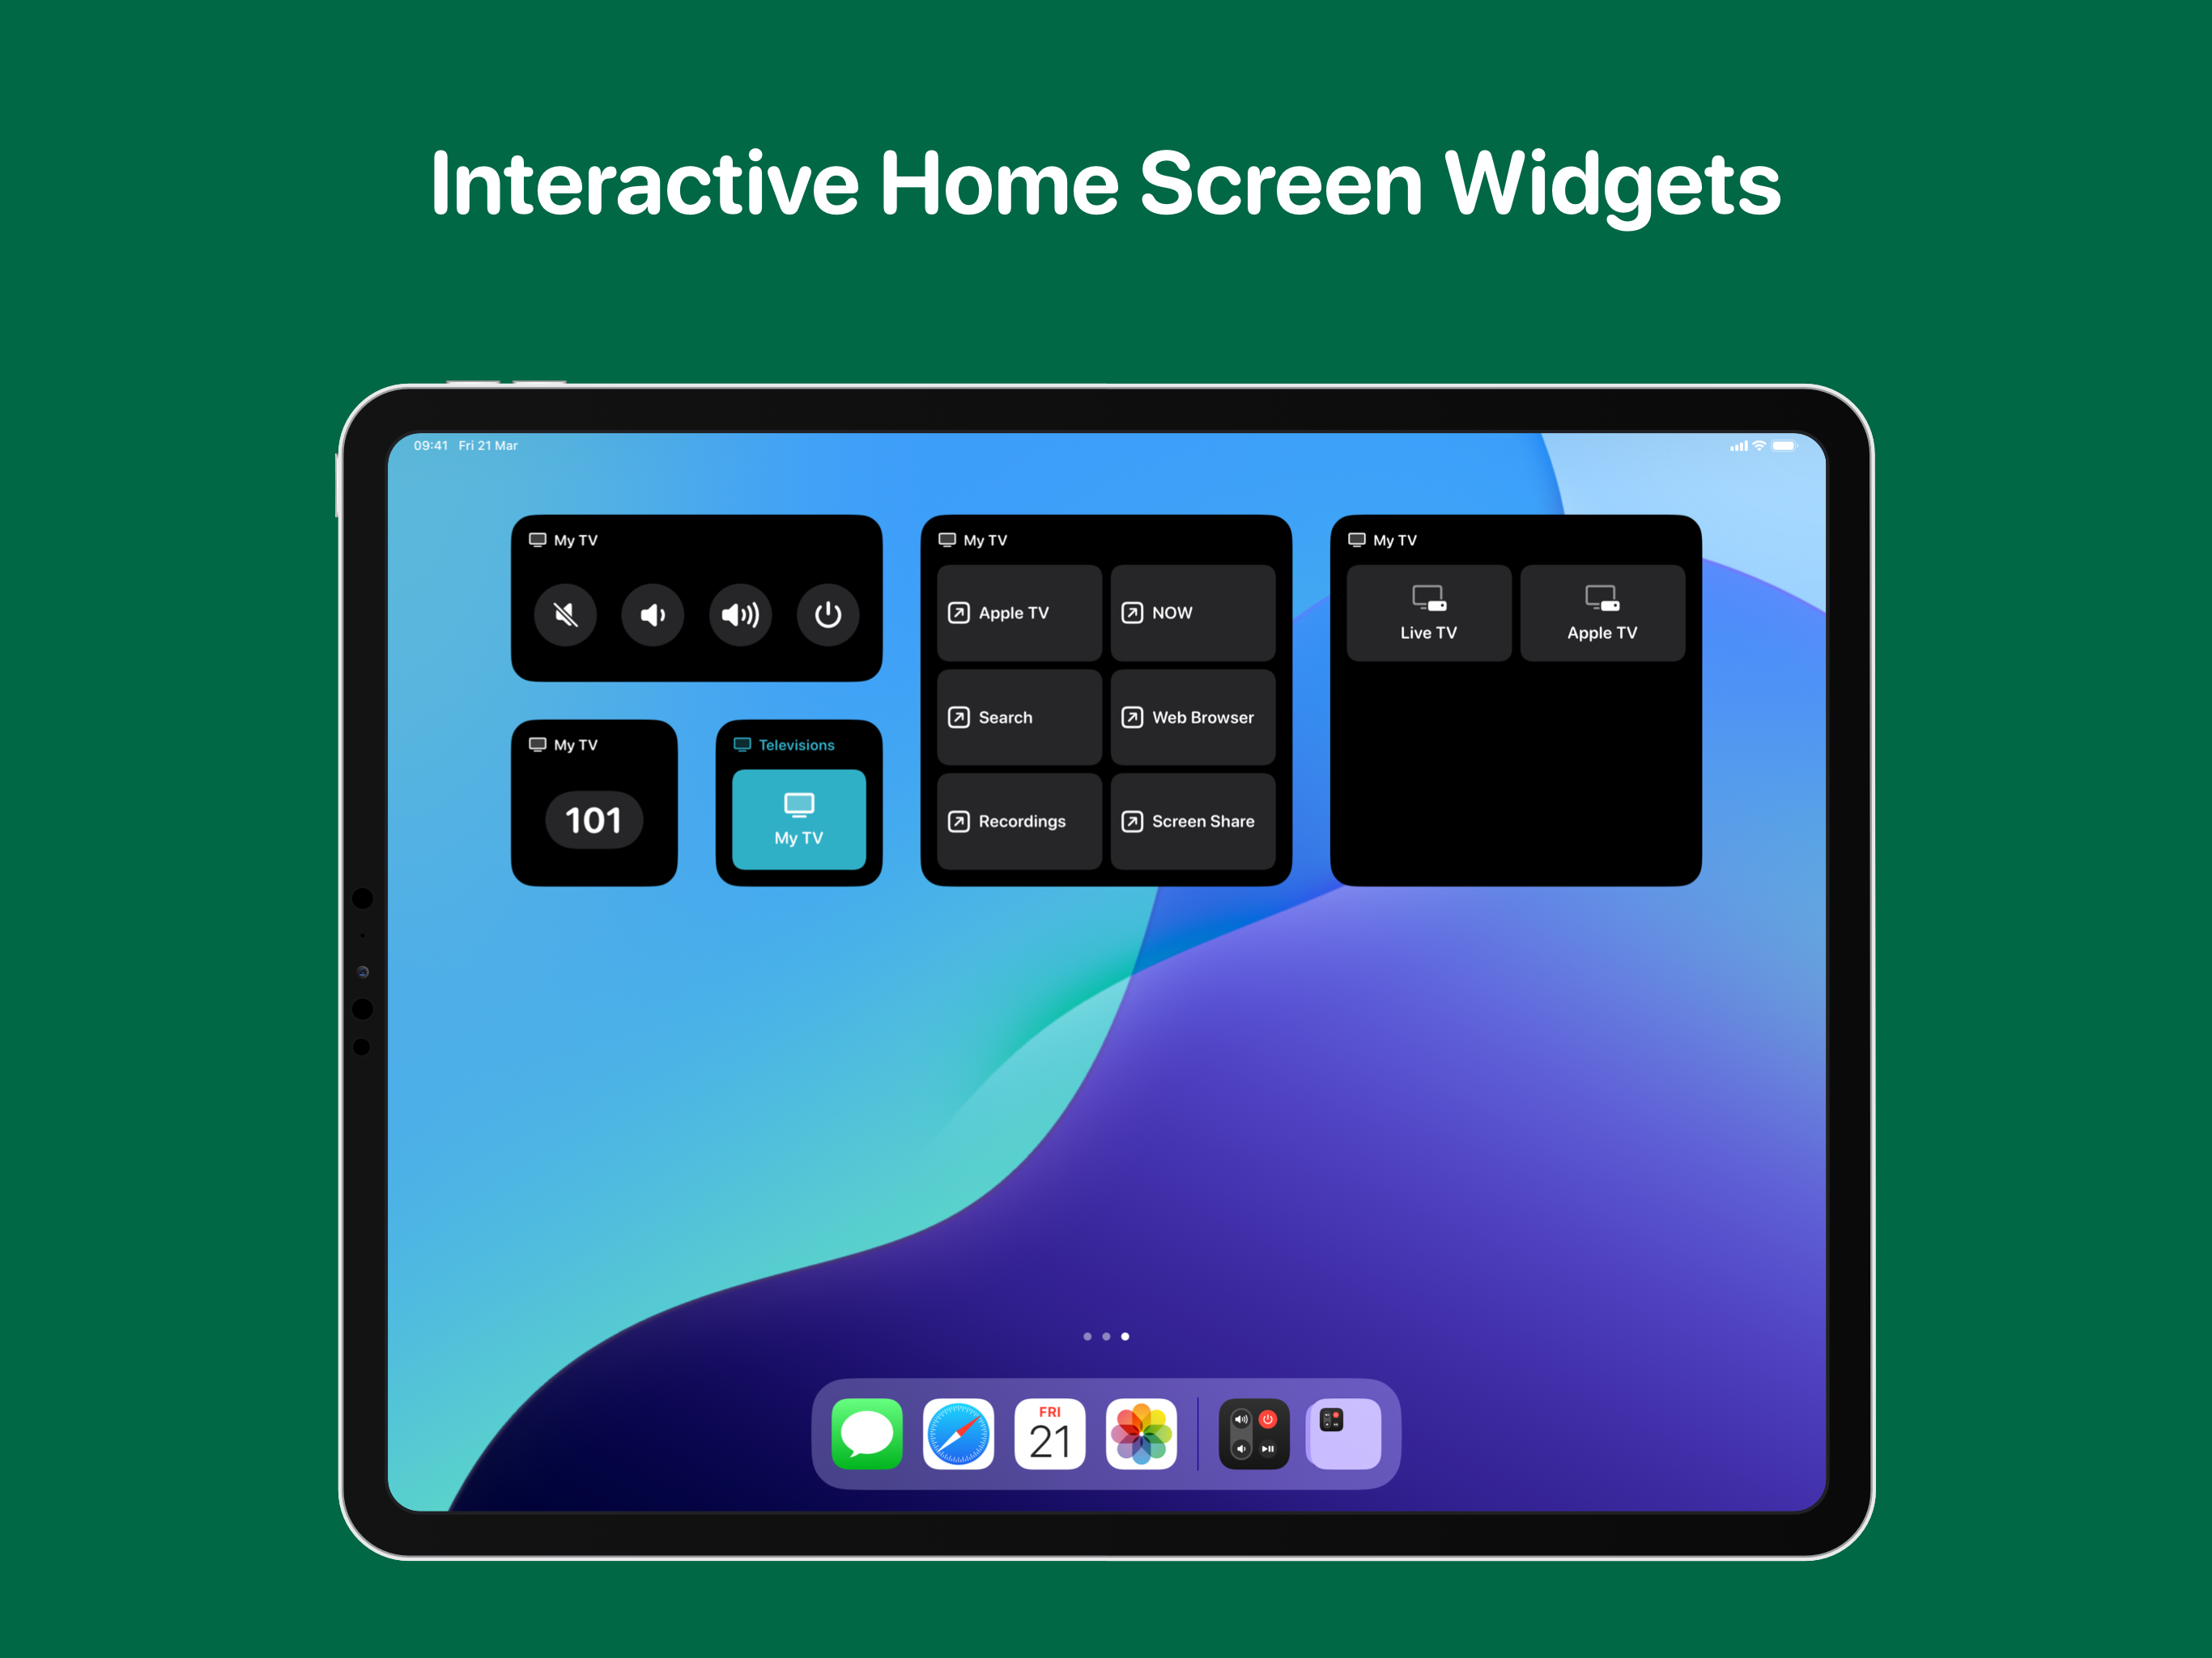 Interactive Home Screen Widgets
09:41 Fri 21 Mar
My TV
My TV
101
Televisions
My TV
My TV
Apple TV
NOW
Search
Web Browser
Recordings
Screen Share
My TV
Live TV
Apple TV
FRI
21